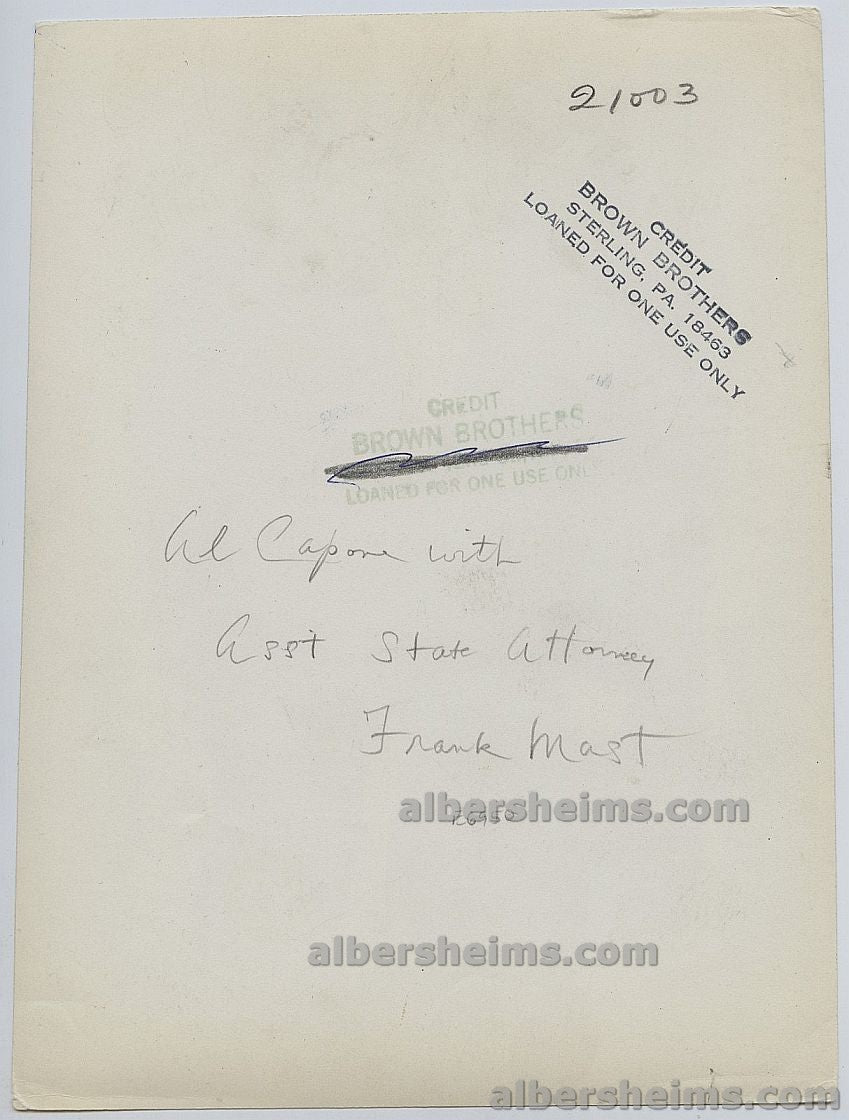 21003
CREDIT
BROWN BROTHERS
STERLING, PA. 18463
LOANED FOR ONE USE ONLY
CREDIT
BROWN BROTHERS
LOANED FOR ONE USE ONL
Al Capone with
Asst State Attorney
Frank Mast
albersheims.com
albersheims.com
albersheims.com